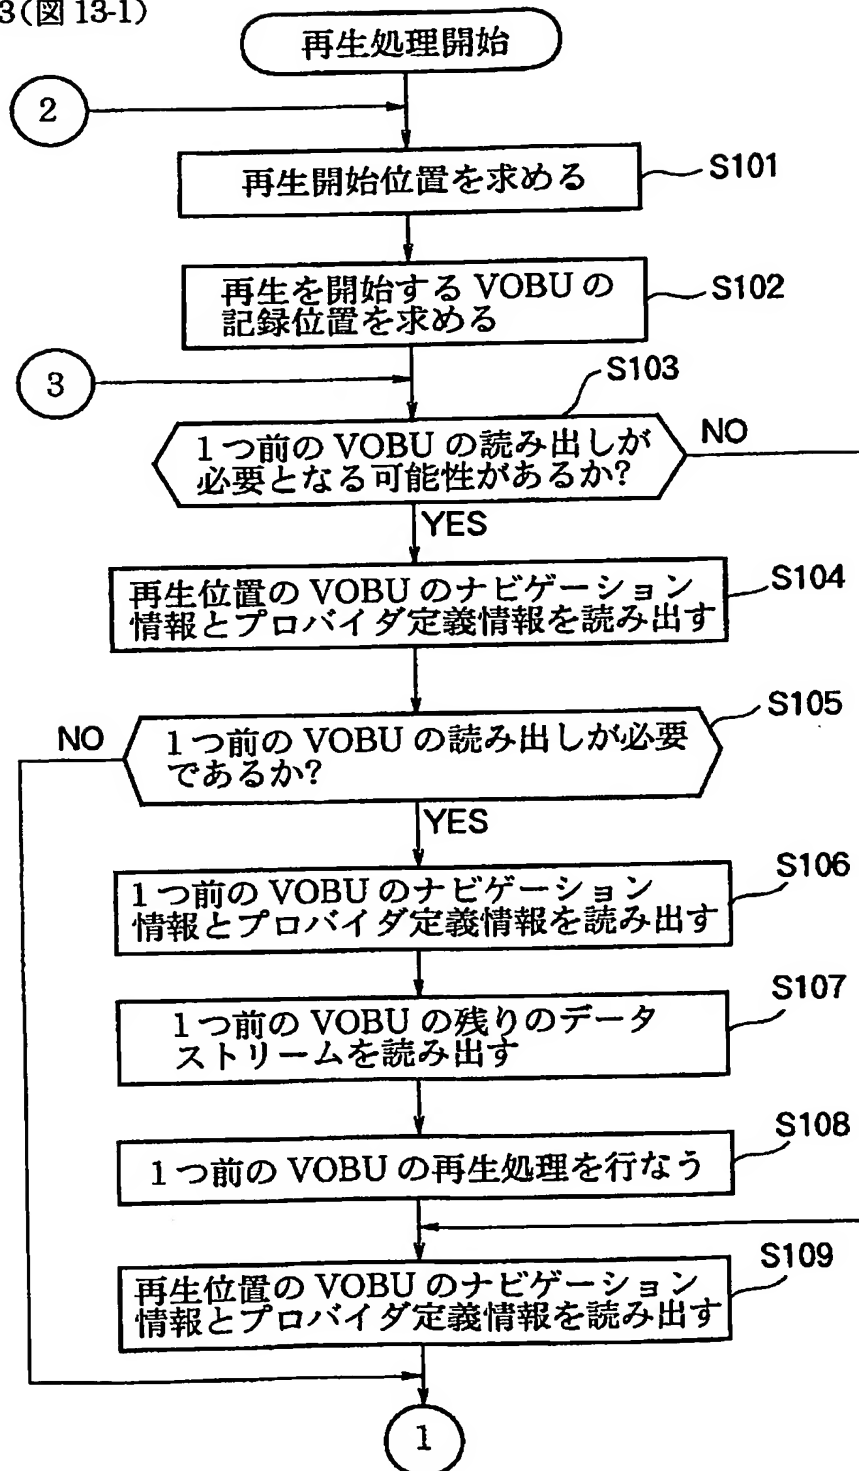 3(図 13-1)
再生処理開始
2
再生開始位置を求める
S101
再生を開始する VOBU の
記録位置を求める
S102
3
S103
1つ前の VOBU の読み出しが
必要となる可能性があるか?
NO
YES
再生位置の VOBU のナビゲーション
情報とプロバイダ定義情報を読み出す
S104
S105
NO
1つ前の VOBU の読み出しが必要
であるか?
YES
1つ前の VOBU のナビゲーション
情報とプロバイダ定義情報を読み出す
S106
1つ前の VOBU の残りのデータ
ストリームを読み出す
S107
1つ前の VOBU の再生処理を行なう
S108
再生位置の VOBU のナビゲーション
情報とプロバイダ定義情報を読み出す
S109
1